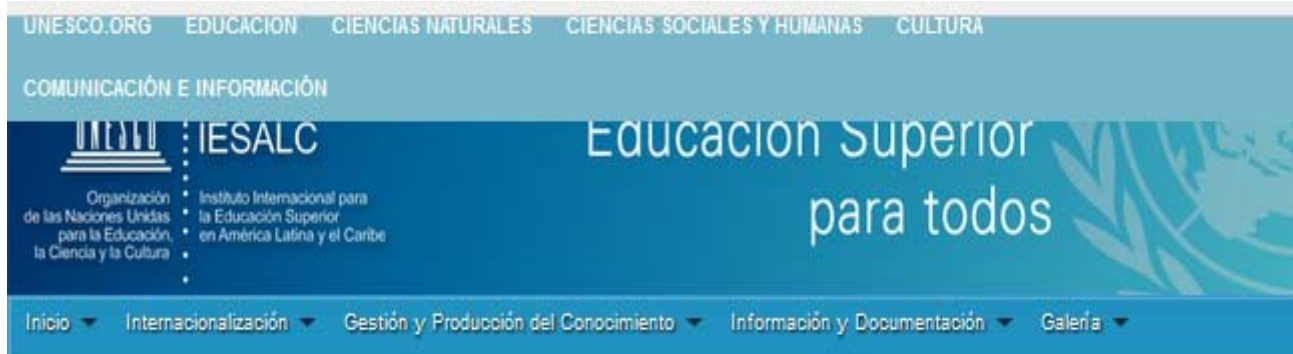 UNESCO.ORG EDUCACIÓN CIENCIAS NATURALES CIENCIAS SOCIALES Y HUMANAS CULTURA
COMUNICACIÓN E INFORMACIÓN
UNESCO
IESALC
Organización
de las Naciones Unidas
para la Educación,
la Ciencia y la Cultura
Instituto Internacional para
la Educación Superior
en América Latina y el Caribe
Educación Superior
para todos
Inicio Internacionalización Gestión y Producción del Conocimiento Información y Documentación Galería